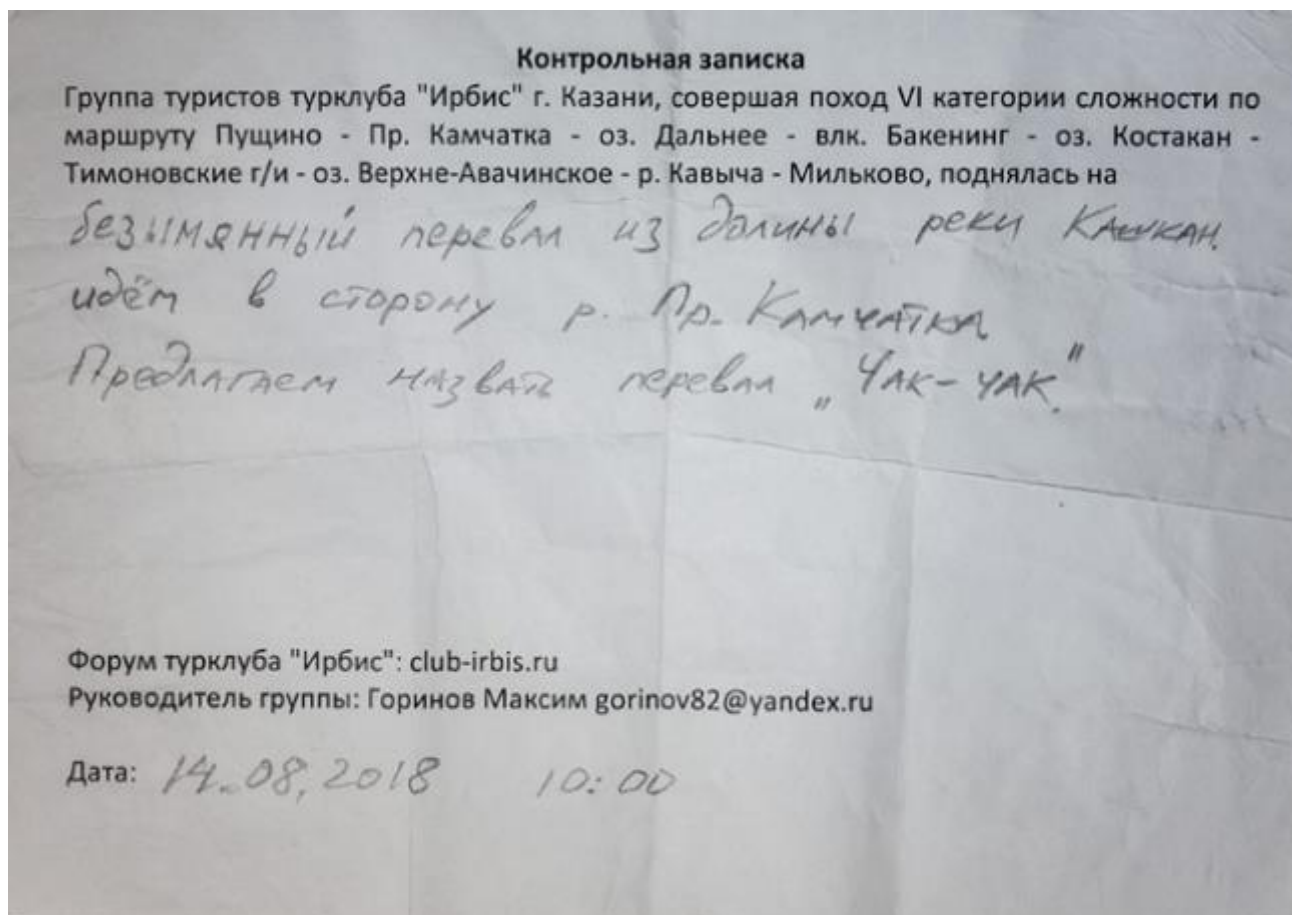 Контрольная записка
Группа туристов турклуба "Ирбис" г. Казани, совершая поход VI категории сложности по
маршруту Пущино - Пр. Камчатка - оз. Дальнее - влк. Бакенинг - оз. Костакан -
Тимоновские г/и - оз. Верхне-Авачинское - р. Кавыча - Мильково, поднялась на
безымянный перевал из долины реки Кашкан.
идём в сторону р. Пр. Камчатка
Предлагаем назвать перевал „Чак-чак."
Форум турклуба "Ирбис": club-irbis.ru
Руководитель группы: Горинов Максим gorinov82@yandex.ru
Дата: 14.08.2018 10:00